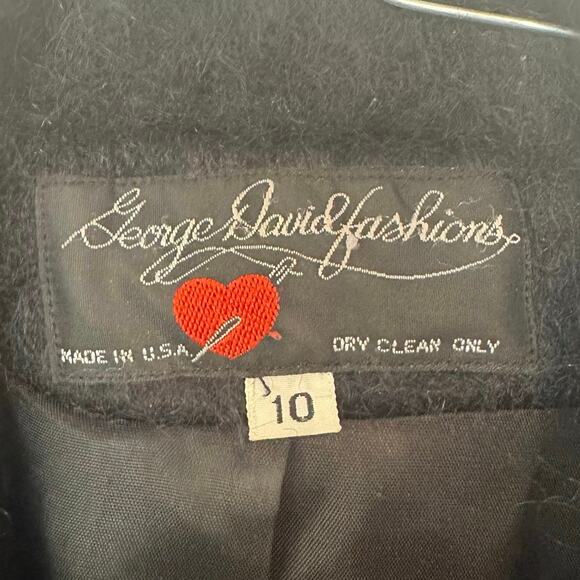 George David fashions
MADE IN U.S.A.
DRY CLEAN ONLY
10